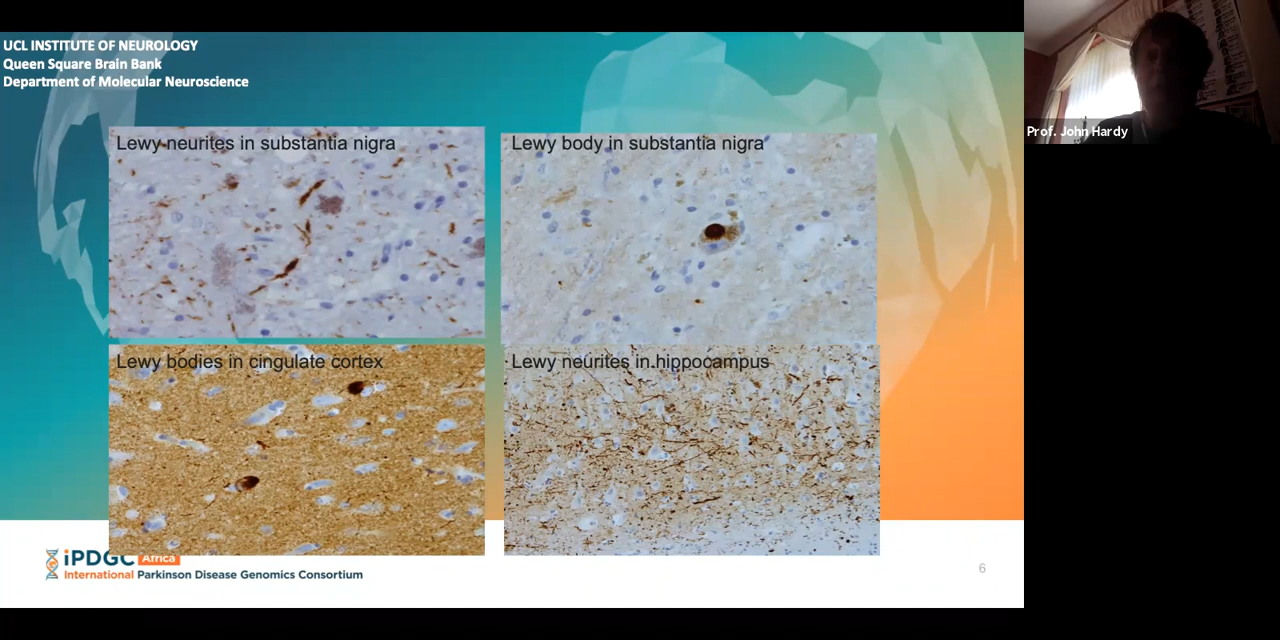 UCL INSTITUTE OF NEUROLOGY
Queen Square Brain Bank
Department of Molecular Neuroscience
Prof. John Hardy
Lewy neurites in substantia nigra
Lewy body in substantia nigra
Lewy bodies in cingulate cortex
Lewy neurites in hippocampus
iPDGC Africa
International Parkinson Disease Genomics Consortium
6